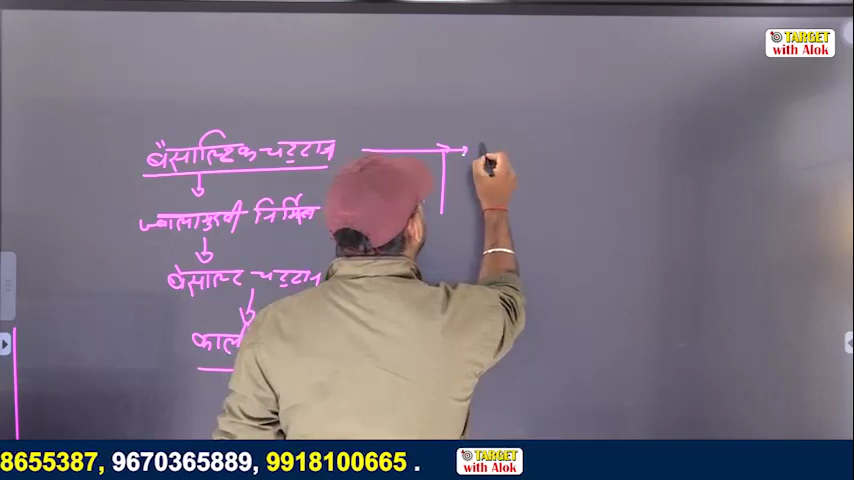 TARGET
with Alok
बैसाल्टिक चट्टान
ज्वालामुखी निर्मित
बेसाल्ट चट्टान
8655387, 9670365889, 9918100665 .
TARGET
with Alok